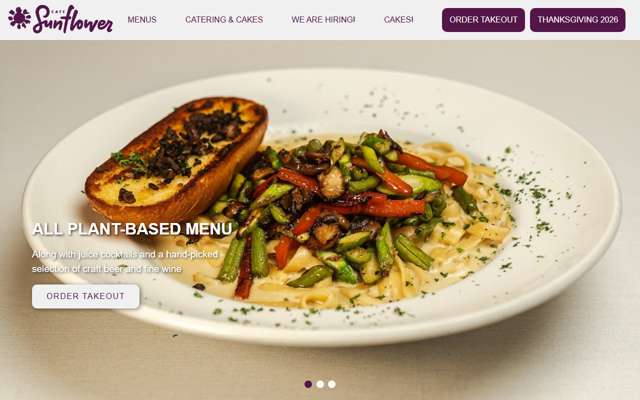 CAFE
Sunflower
MENUS
CATERING & CAKES
WE ARE HIRING!
CAKES!
ORDER TAKEOUT
THANKSGIVING 2026
ALL PLANT-BASED MENU
Along with juice cocktails and a hand-picked
selection of craft beer and fine wine
ORDER TAKEOUT